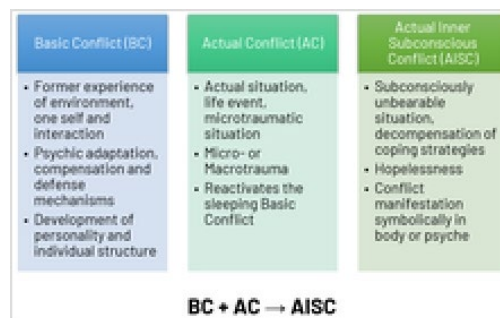 Basic Conflict (BC)
• Former experience
of environment,
one self and
interaction
• Psychic adaptation,
compensation and
defense
mechanisms
• Development of
personality and
individual structure
Actual Conflict (AC)
• Actual situation,
life event,
microtraumatic
situation
• Micro- or
Macrotrauma
• Reactivates the
sleeping Basic
Conflict
Actual Inner
Subconscious
Conflict (AISC)
• Subconsciously
unbearable
situation,
decompensation of
coping strategies
• Hopelessness
• Conflict
manifestation
symbolically in
body or psyche
BC + AC → AISC